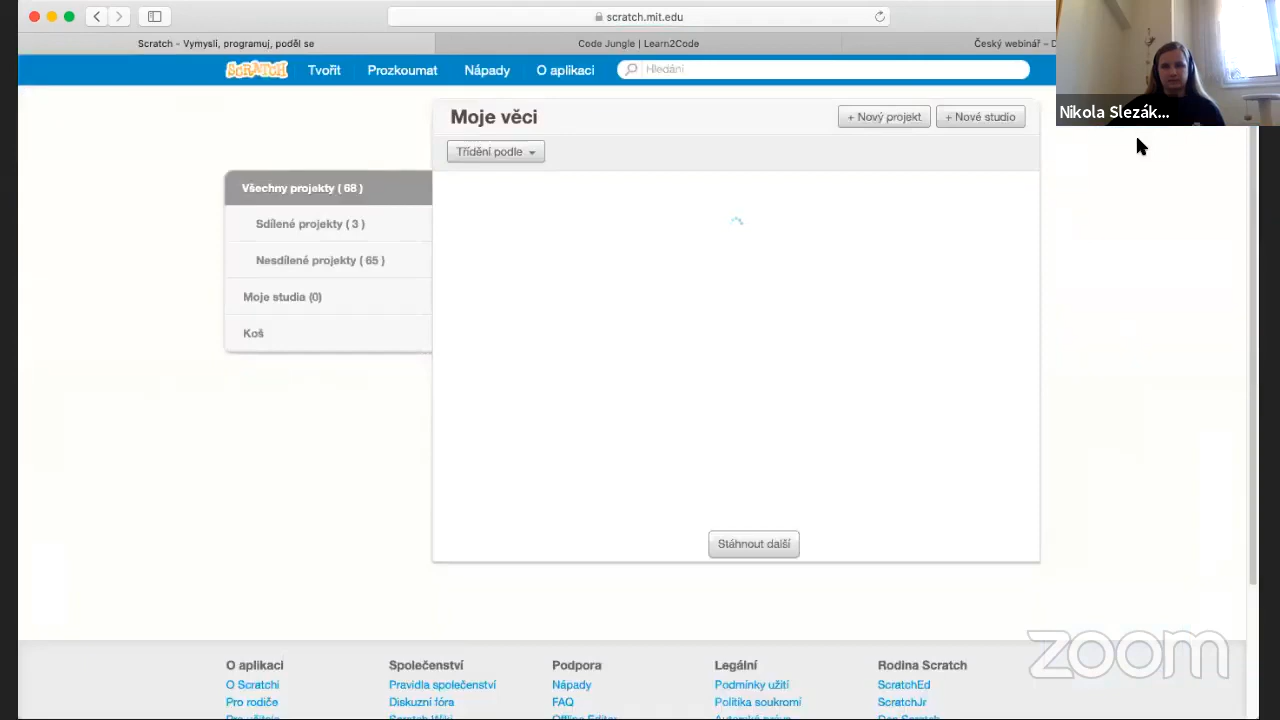 scratch.mit.edu
Scratch - Vymysli, programuj, poděl se
Code Jungle | Learn2Code
Český webinář – D
SCRATCH
Tvořit
Prozkoumat
Nápady
O aplikaci
Hledání
Nikola Slezák...
Moje věci
+ Nový projekt
+ Nové studio
Třídění podle
Všechny projekty ( 68 )
Sdílené projekty ( 3 )
Nesdílené projekty ( 65 )
Moje studia (0)
Koš
Stáhnout další
zoom
O aplikaci
Společenství
Podpora
Legální
Rodina Scratch
O Scratchi
Pravidla společenství
Nápady
Podmínky užití
ScratchEd
Pro rodiče
Diskuzní fóra
FAQ
Politika soukromí
ScratchJr